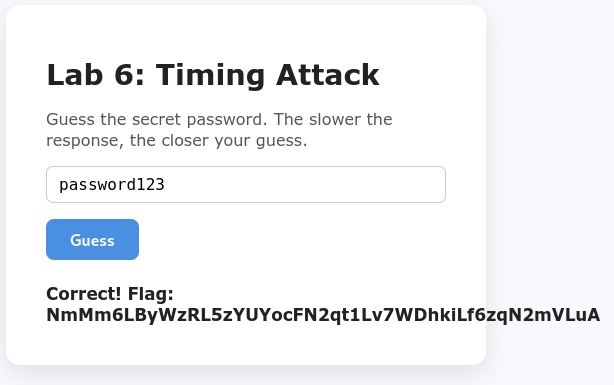 Lab 6: Timing Attack
Guess the secret password. The slower the
response, the closer your guess.
password123
Guess
Correct! Flag:
NmMm6LByWzRL5zYUYocFN2qt1Lv7WDhkiLf6zqN2mVLuA